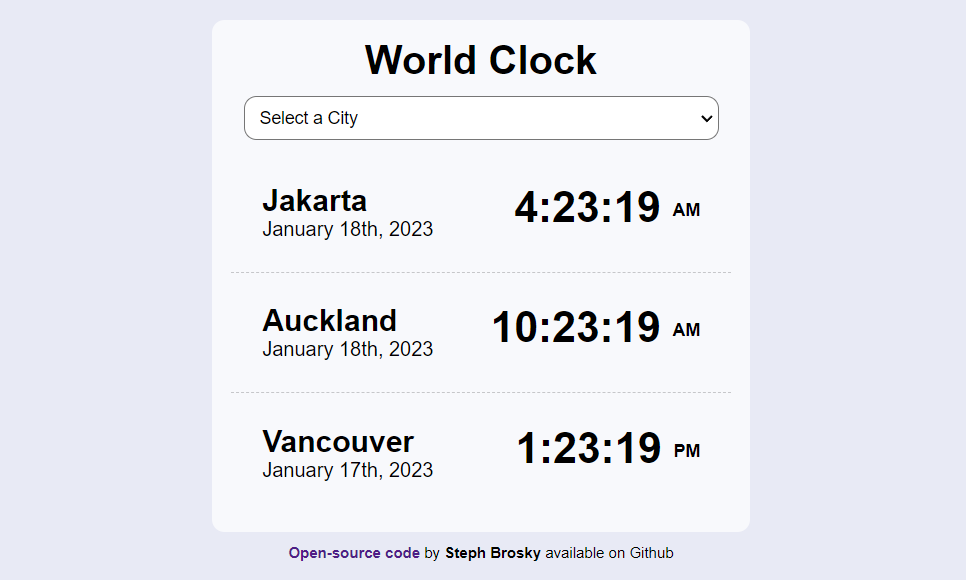 World Clock
Select a City
Jakarta
January 18th, 2023
4:23:19 AM
Auckland
January 18th, 2023
10:23:19 AM
Vancouver
January 17th, 2023
1:23:19 PM
Open-source code by Steph Brosky available on Github